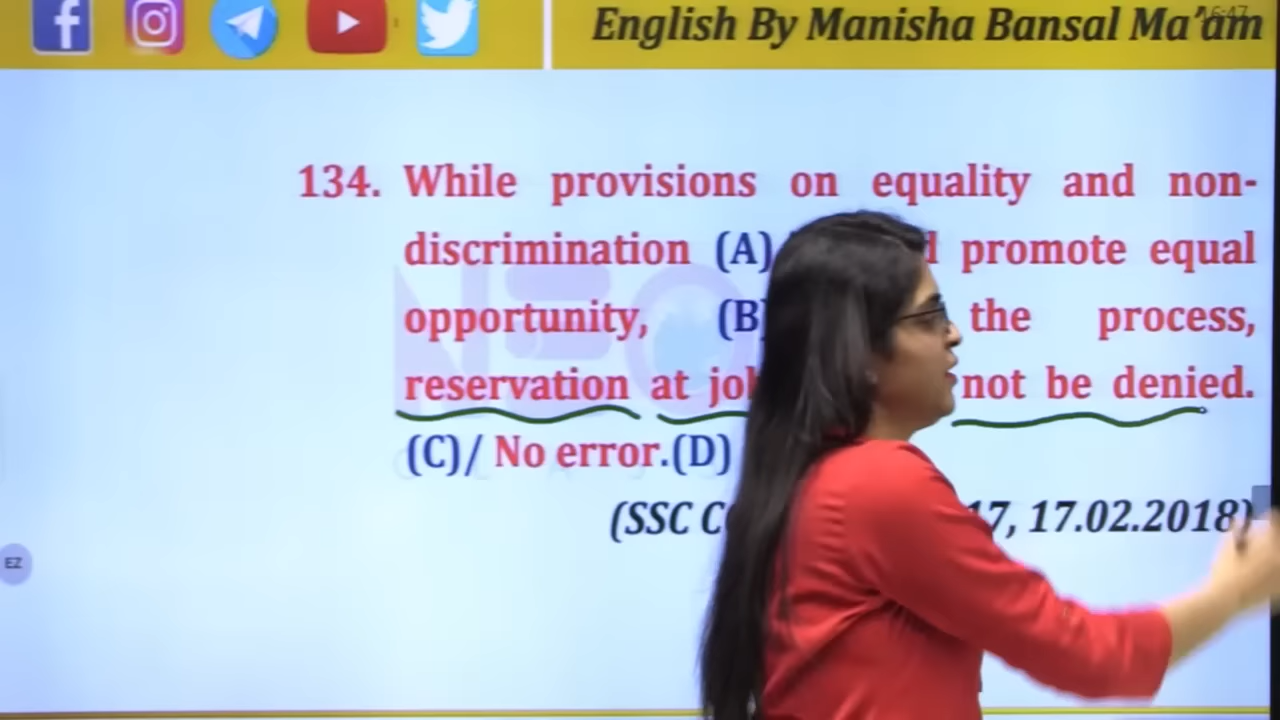 English By Manisha Bansal Ma'am
134. While provisions on equality and non-
discrimination (A) promote equal
opportunity, (B) the process,
reservation at not be denied.
(C)/ No error.(D)
(SSC 17, 17.02.2018)
EZ